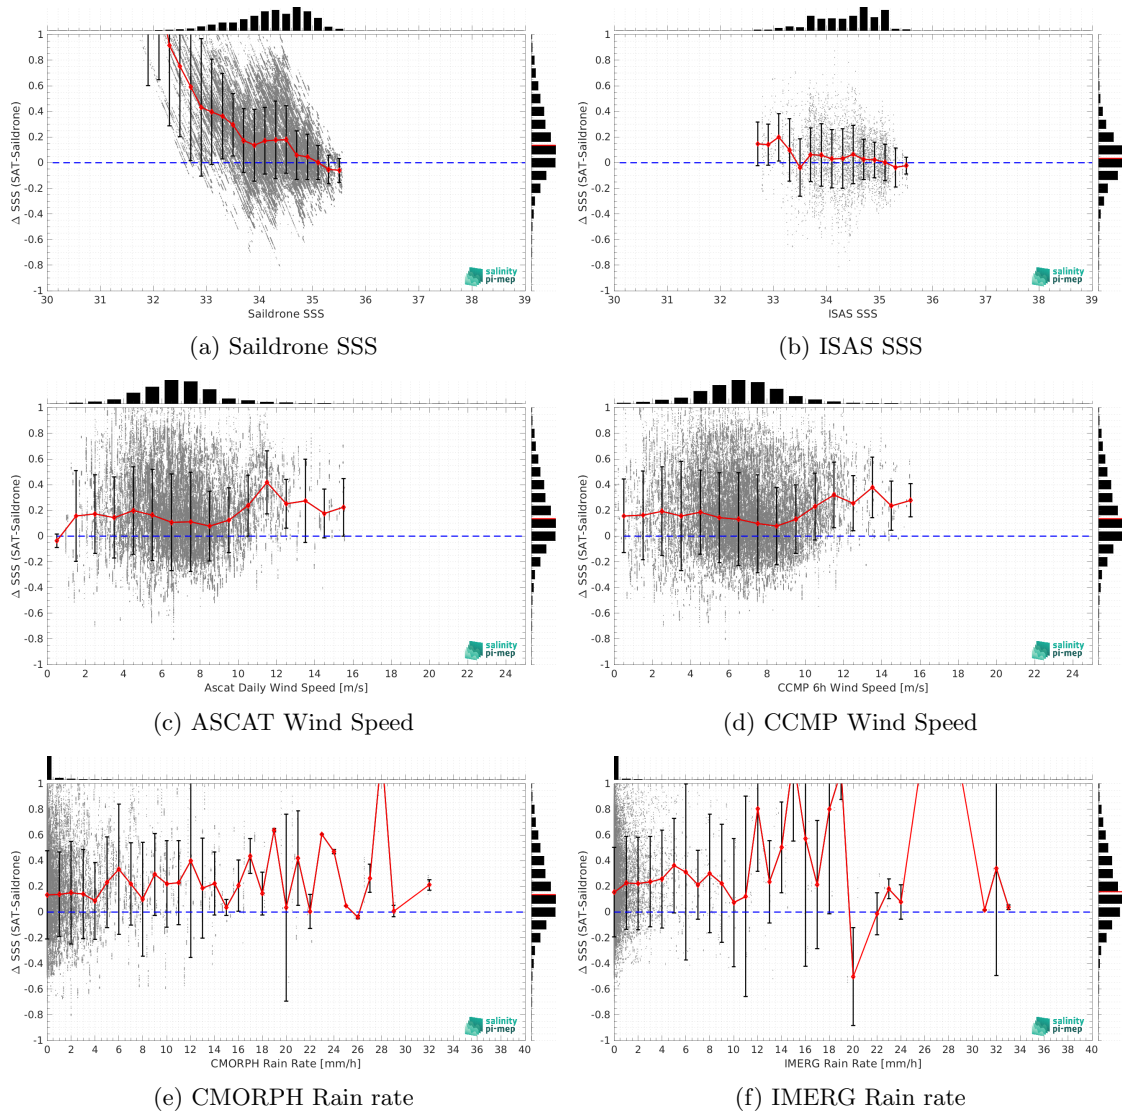 1
0.8
0.6
0.4
0.2
0
-0.2
-0.4
-0.6
-0.8
-1
Δ SSS (SAT-Saildrone)
30 31 32 33 34 35 36 37 38 39
Saildrone SSS
salinity
pi-mep
(a) Saildrone SSS
1
0.8
0.6
0.4
0.2
0
-0.2
-0.4
-0.6
-0.8
-1
Δ SSS (SAT-Saildrone)
30 31 32 33 34 35 36 37 38 39
ISAS SSS
salinity
pi-mep
(b) ISAS SSS
1
0.8
0.6
0.4
0.2
0
-0.2
-0.4
-0.6
-0.8
-1
Δ SSS (SAT-Saildrone)
0 2 4 6 8 10 12 14 16 18 20 22 24
Ascat Daily Wind Speed [m/s]
salinity
pi-mep
(c) ASCAT Wind Speed
1
0.8
0.6
0.4
0.2
0
-0.2
-0.4
-0.6
-0.8
-1
Δ SSS (SAT-Saildrone)
0 2 4 6 8 10 12 14 16 18 20 22 24
CCMP 6h Wind Speed [m/s]
salinity
pi-mep
(d) CCMP Wind Speed
1
0.8
0.6
0.4
0.2
0
-0.2
-0.4
-0.6
-0.8
-1
Δ SSS (SAT-Saildrone)
0 2 4 6 8 10 12 14 16 18 20 22 24 26 28 30 32 34 36 38 40
CMORPH Rain Rate [mm/h]
salinity
pi-mep
(e) CMORPH Rain rate
1
0.8
0.6
0.4
0.2
0
-0.2
-0.4
-0.6
-0.8
-1
Δ SSS (SAT-Saildrone)
0 2 4 6 8 10 12 14 16 18 20 22 24 26 28 30 32 34 36 38 40
IMERG Rain Rate [mm/h]
salinity
pi-mep
(f) IMERG Rain rate